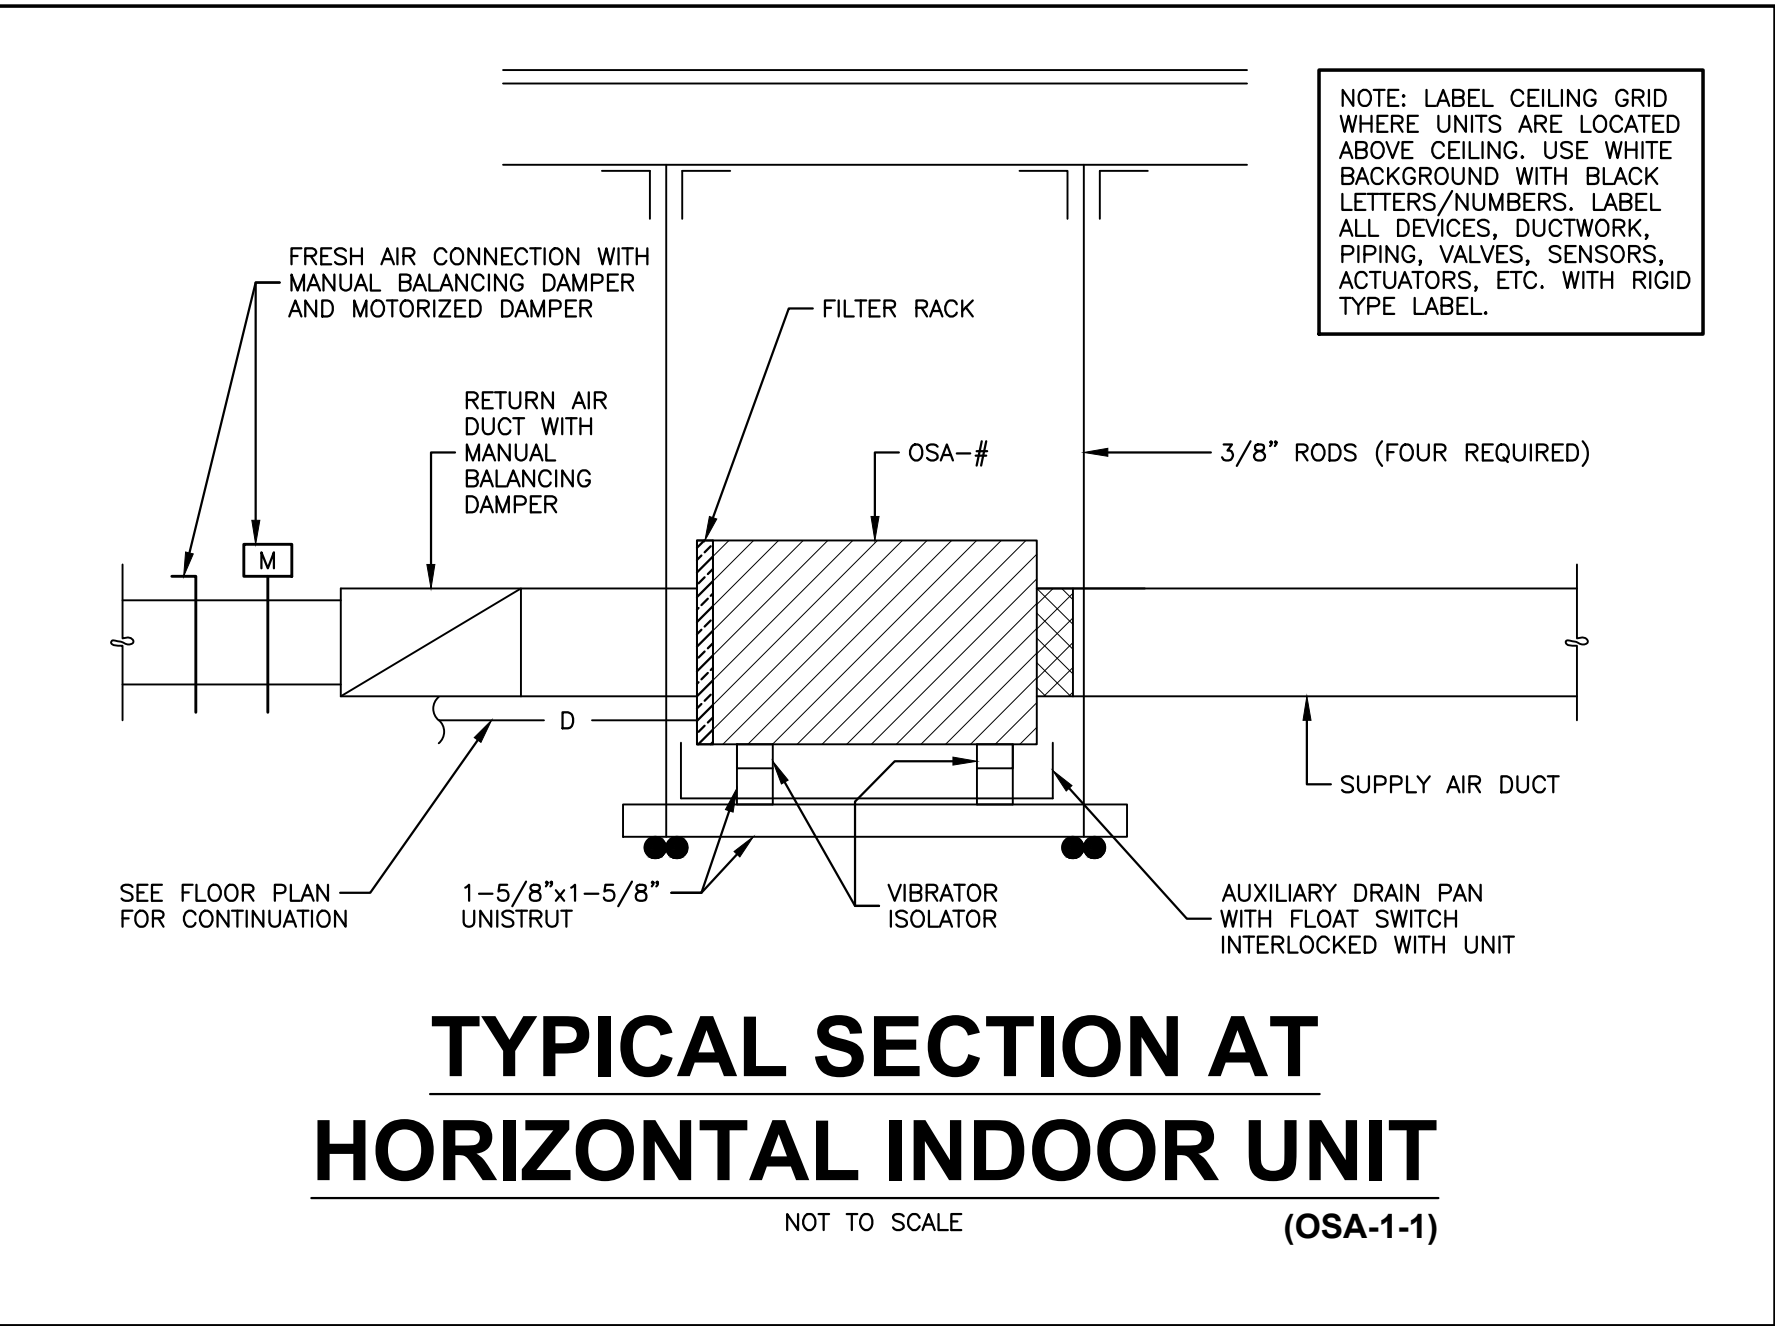 NOTE: LABEL CEILING GRID
WHERE UNITS ARE LOCATED
ABOVE CEILING. USE WHITE
BACKGROUND WITH BLACK
LETTERS/NUMBERS. LABEL
ALL DEVICES, DUCTWORK,
PIPING, VALVES, SENSORS,
ACTUATORS, ETC. WITH RIGID
TYPE LABEL.
FRESH AIR CONNECTION WITH
MANUAL BALANCING DAMPER
AND MOTORIZED DAMPER
FILTER RACK
RETURN AIR
DUCT WITH
MANUAL
BALANCING
DAMPER
OSA-#
3/8" RODS (FOUR REQUIRED)
M
D
SUPPLY AIR DUCT
SEE FLOOR PLAN
FOR CONTINUATION
1-5/8"x1-5/8"
UNISTRUT
VIBRATOR
ISOLATOR
AUXILIARY DRAIN PAN
WITH FLOAT SWITCH
INTERLOCKED WITH UNIT
TYPICAL SECTION AT
HORIZONTAL INDOOR UNIT
NOT TO SCALE
(OSA-1-1)